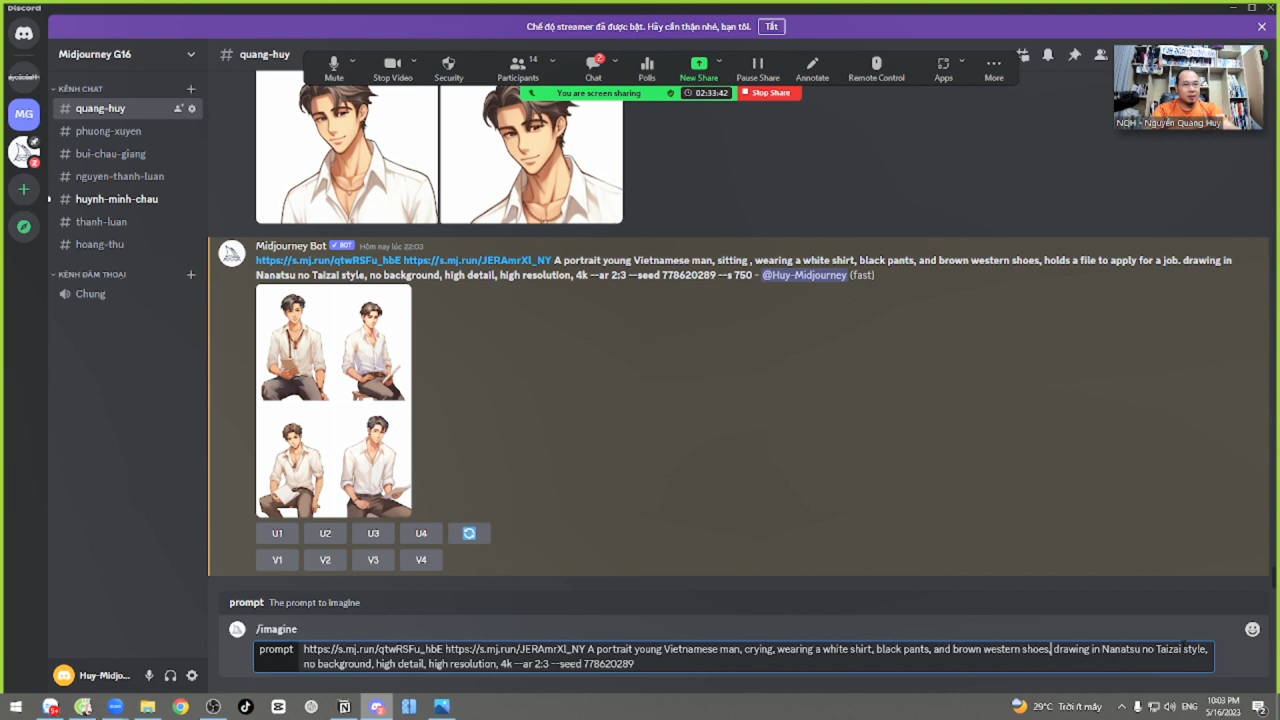 Discord
Chế độ streamer đã được bật. Hãy cẩn thận nhé, bạn tôi. Tắt
Midjourney G16
quang-huy
Mute
Stop Video
Security
14
Participants
2
Chat
Polls
New Share
Pause Share
Annotate
Remote Control
Apps
More
You are screen sharing
02:33:42
Stop Share
NQH - Nguyễn Quang Huy
MG
2
KÊNH CHAT
quang-huy
phuong-xuyen
bui-chau-giang
nguyen-thanh-luan
huynh-minh-chau
thanh-luan
hoang-thu
KÊNH ĐÀM THOẠI
Chung
Midjourney Bot BOT Hôm nay lúc 22:03
https://s.mj.run/qtwRSFu_hbE https://s.mj.run/JERAmrXl_NY A portrait young Vietnamese man, sitting , wearing a white shirt, black pants, and brown western shoes, holds a file to apply for a job. drawing in
Nanatsu no Taizai style, no background, high detail, high resolution, 4k --ar 2:3 --seed 778620289 --s 750 - @Huy-Midjourney (fast)
U1 U2 U3 U4
V1 V2 V3 V4
prompt The prompt to imagine
/imagine
prompt https://s.mj.run/qtwRSFu_hbE https://s.mj.run/JERAmrXl_NY A portrait young Vietnamese man, crying, wearing a white shirt, black pants, and brown western shoes, drawing in Nanatsu no Taizai style,
no background, high detail, high resolution, 4k --ar 2:3 --seed 778620289
Huy-Midjo...
29°C Trời ít mây
ENG
10:03 PM
5/16/2023
2